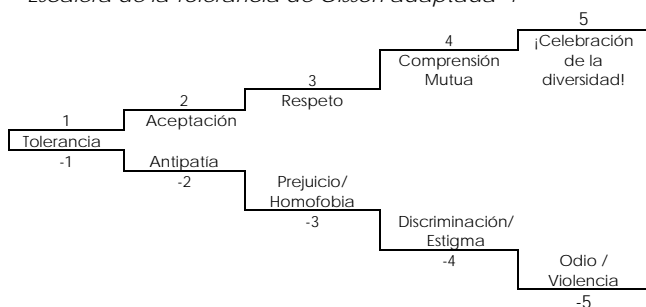 Escalera de la Tolerancia de Olssen adaptada
5
¡Celebración
de la
diversidad!
4
Comprensión
Mutua
3
Respeto
2
Aceptación
1
Tolerancia
-1
Antipatía
-2
Prejuicio/
Homofobia
-3
Discriminación/
Estigma
-4
Odio /
Violencia
-5